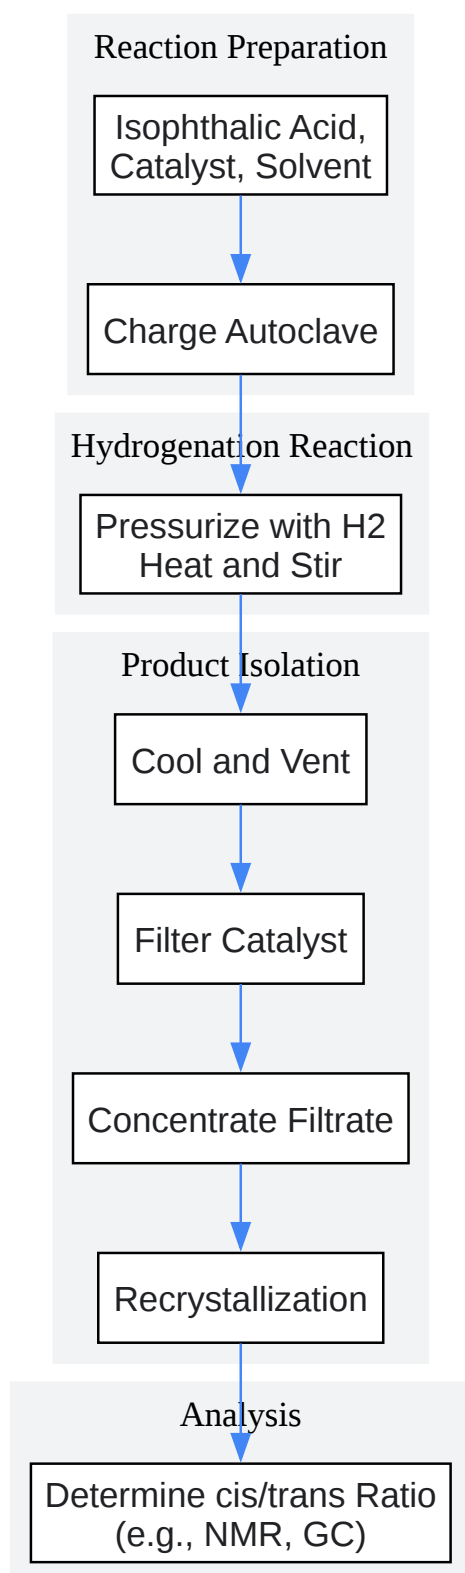 Reaction Preparation
Isophthalic Acid,
Catalyst, Solvent
Charge Autoclave
Hydrogenation Reaction
Pressurize with H2
Heat and Stir
Product Isolation
Cool and Vent
Filter Catalyst
Concentrate Filtrate
Recrystallization
Analysis
Determine cis/trans Ratio
(e.g., NMR, GC)